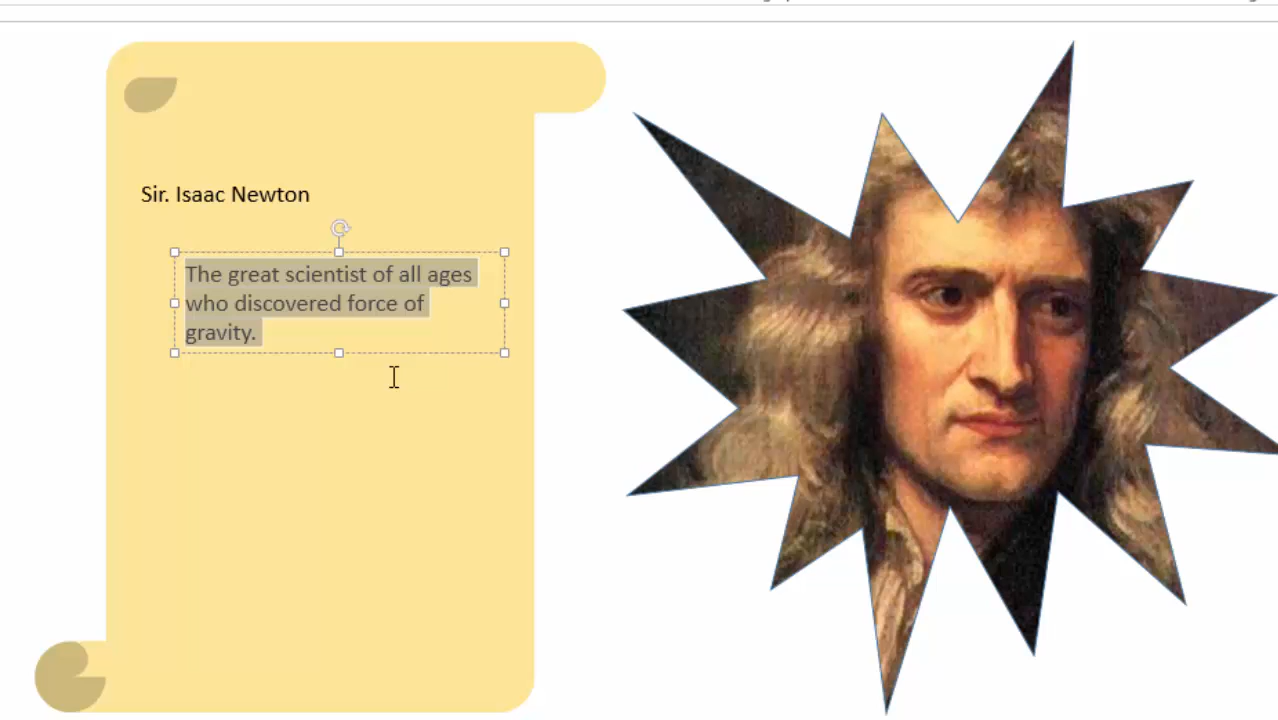 Sir. Isaac Newton
The great scientist of all ages
who discovered force of
gravity.